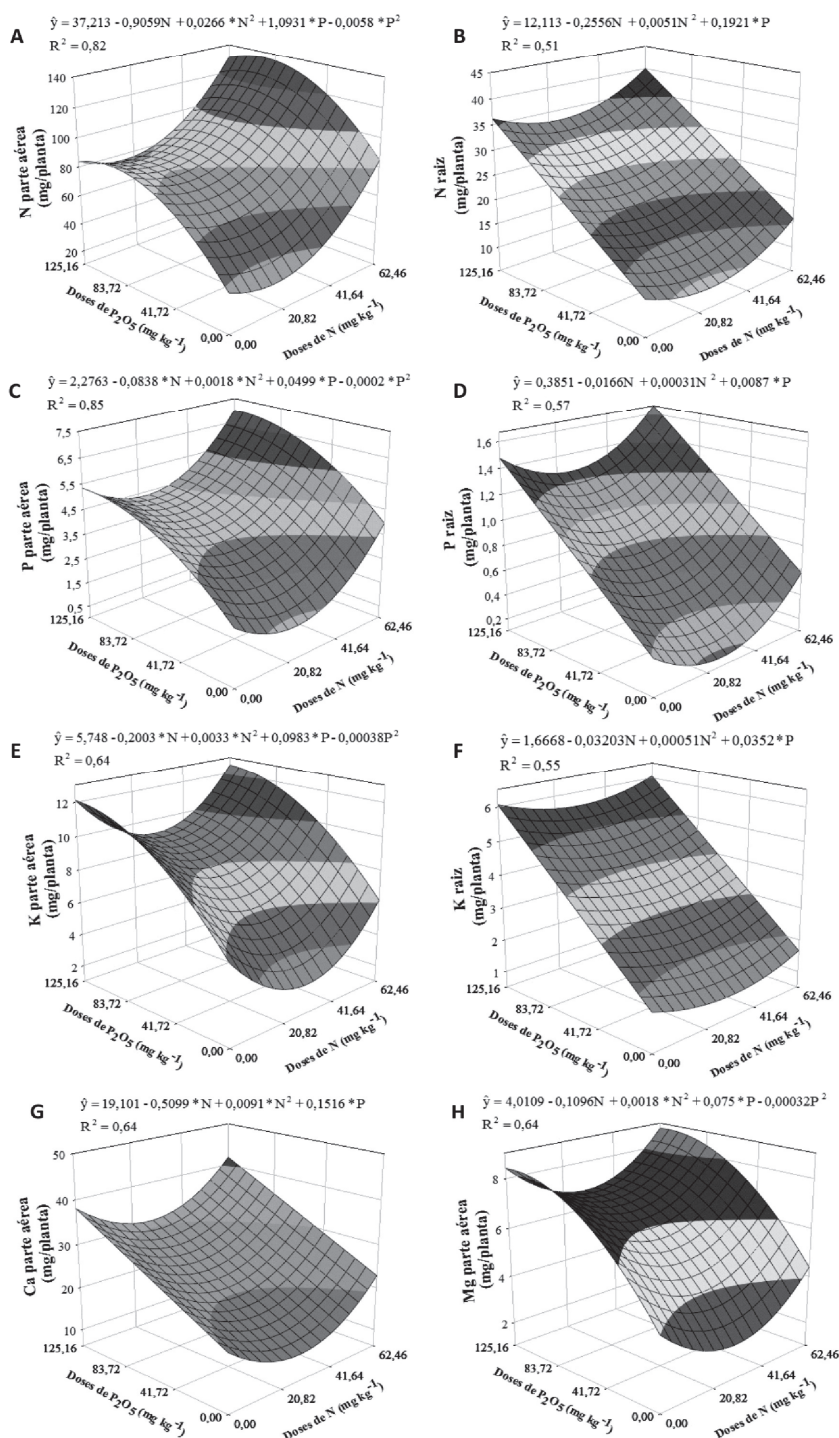 A ŷ = 37,213 - 0,9059N + 0,0266 * N² + 1,0931 * P - 0,0058 * P²
R² = 0,82
140
120
100
80
60
40
20
N parte aérea
(mg/planta)
125,16
83,72
41,72
0,00
Doses de P₂O₅ (mg kg⁻¹)
0,00
20,82
41,64
62,46
Doses de N (mg kg⁻¹)
B ŷ = 12,113 - 0,2556N + 0,0051N² + 0,1921 * P
R² = 0,51
45
40
35
30
25
20
15
10
N raiz
(mg/planta)
125,16
83,72
41,72
0,00
Doses de P₂O₅ (mg kg⁻¹)
0,00
20,82
41,64
62,46
Doses de N (mg kg⁻¹)
C ŷ = 2,2763 - 0,0838 * N + 0,0018 * N² + 0,0499 * P - 0,0002 * P²
R² = 0,85
7,5
6,5
5,5
4,5
3,5
2,5
1,5
0,5
P parte aérea
(mg/planta)
125,16
83,72
41,72
0,00
Doses de P₂O₅ (mg kg⁻¹)
0,00
20,82
41,64
62,46
Doses de N (mg kg⁻¹)
D ŷ = 0,3851 - 0,0166N + 0,00031N² + 0,0087 * P
R² = 0,57
1,6
1,4
1,2
1,0
0,8
0,6
0,4
0,2
P raiz
(mg/planta)
125,16
83,72
41,72
0,00
Doses de P₂O₅ (mg kg⁻¹)
0,00
20,82
41,64
62,46
Doses de N (mg kg⁻¹)
E ŷ = 5,748 - 0,2003 * N + 0,0033 * N² + 0,0983 * P - 0,00038P²
R² = 0,64
12
10
8
6
4
2
K parte aérea
(mg/planta)
125,16
83,72
41,72
0,00
Doses de P₂O₅ (mg kg⁻¹)
0,00
20,82
41,64
62,46
Doses de N (mg kg⁻¹)
F ŷ = 1,6668 - 0,03203N + 0,00051N² + 0,0352 * P
R² = 0,55
6
5
4
3
2
1
K raiz
(mg/planta)
125,16
83,72
41,72
0,00
Doses de P₂O₅ (mg kg⁻¹)
0,00
20,82
41,64
62,46
Doses de N (mg kg⁻¹)
G ŷ = 19,101 - 0,5099 * N + 0,0091 * N² + 0,1516 * P
R² = 0,64
50
40
30
20
10
Ca parte aérea
(mg/planta)
125,16
83,72
41,72
0,00
Doses de P₂O₅ (mg kg⁻¹)
0,00
20,82
41,64
62,46
Doses de N (mg kg⁻¹)
H ŷ = 4,0109 - 0,1096N + 0,0018 * N² + 0,075 * P - 0,00032P²
R² = 0,64
8
6
4
2
Mg parte aérea
(mg/planta)
125,16
83,72
41,72
0,00
Doses de P₂O₅ (mg kg⁻¹)
0,00
20,82
41,64
62,46
Doses de N (mg kg⁻¹)